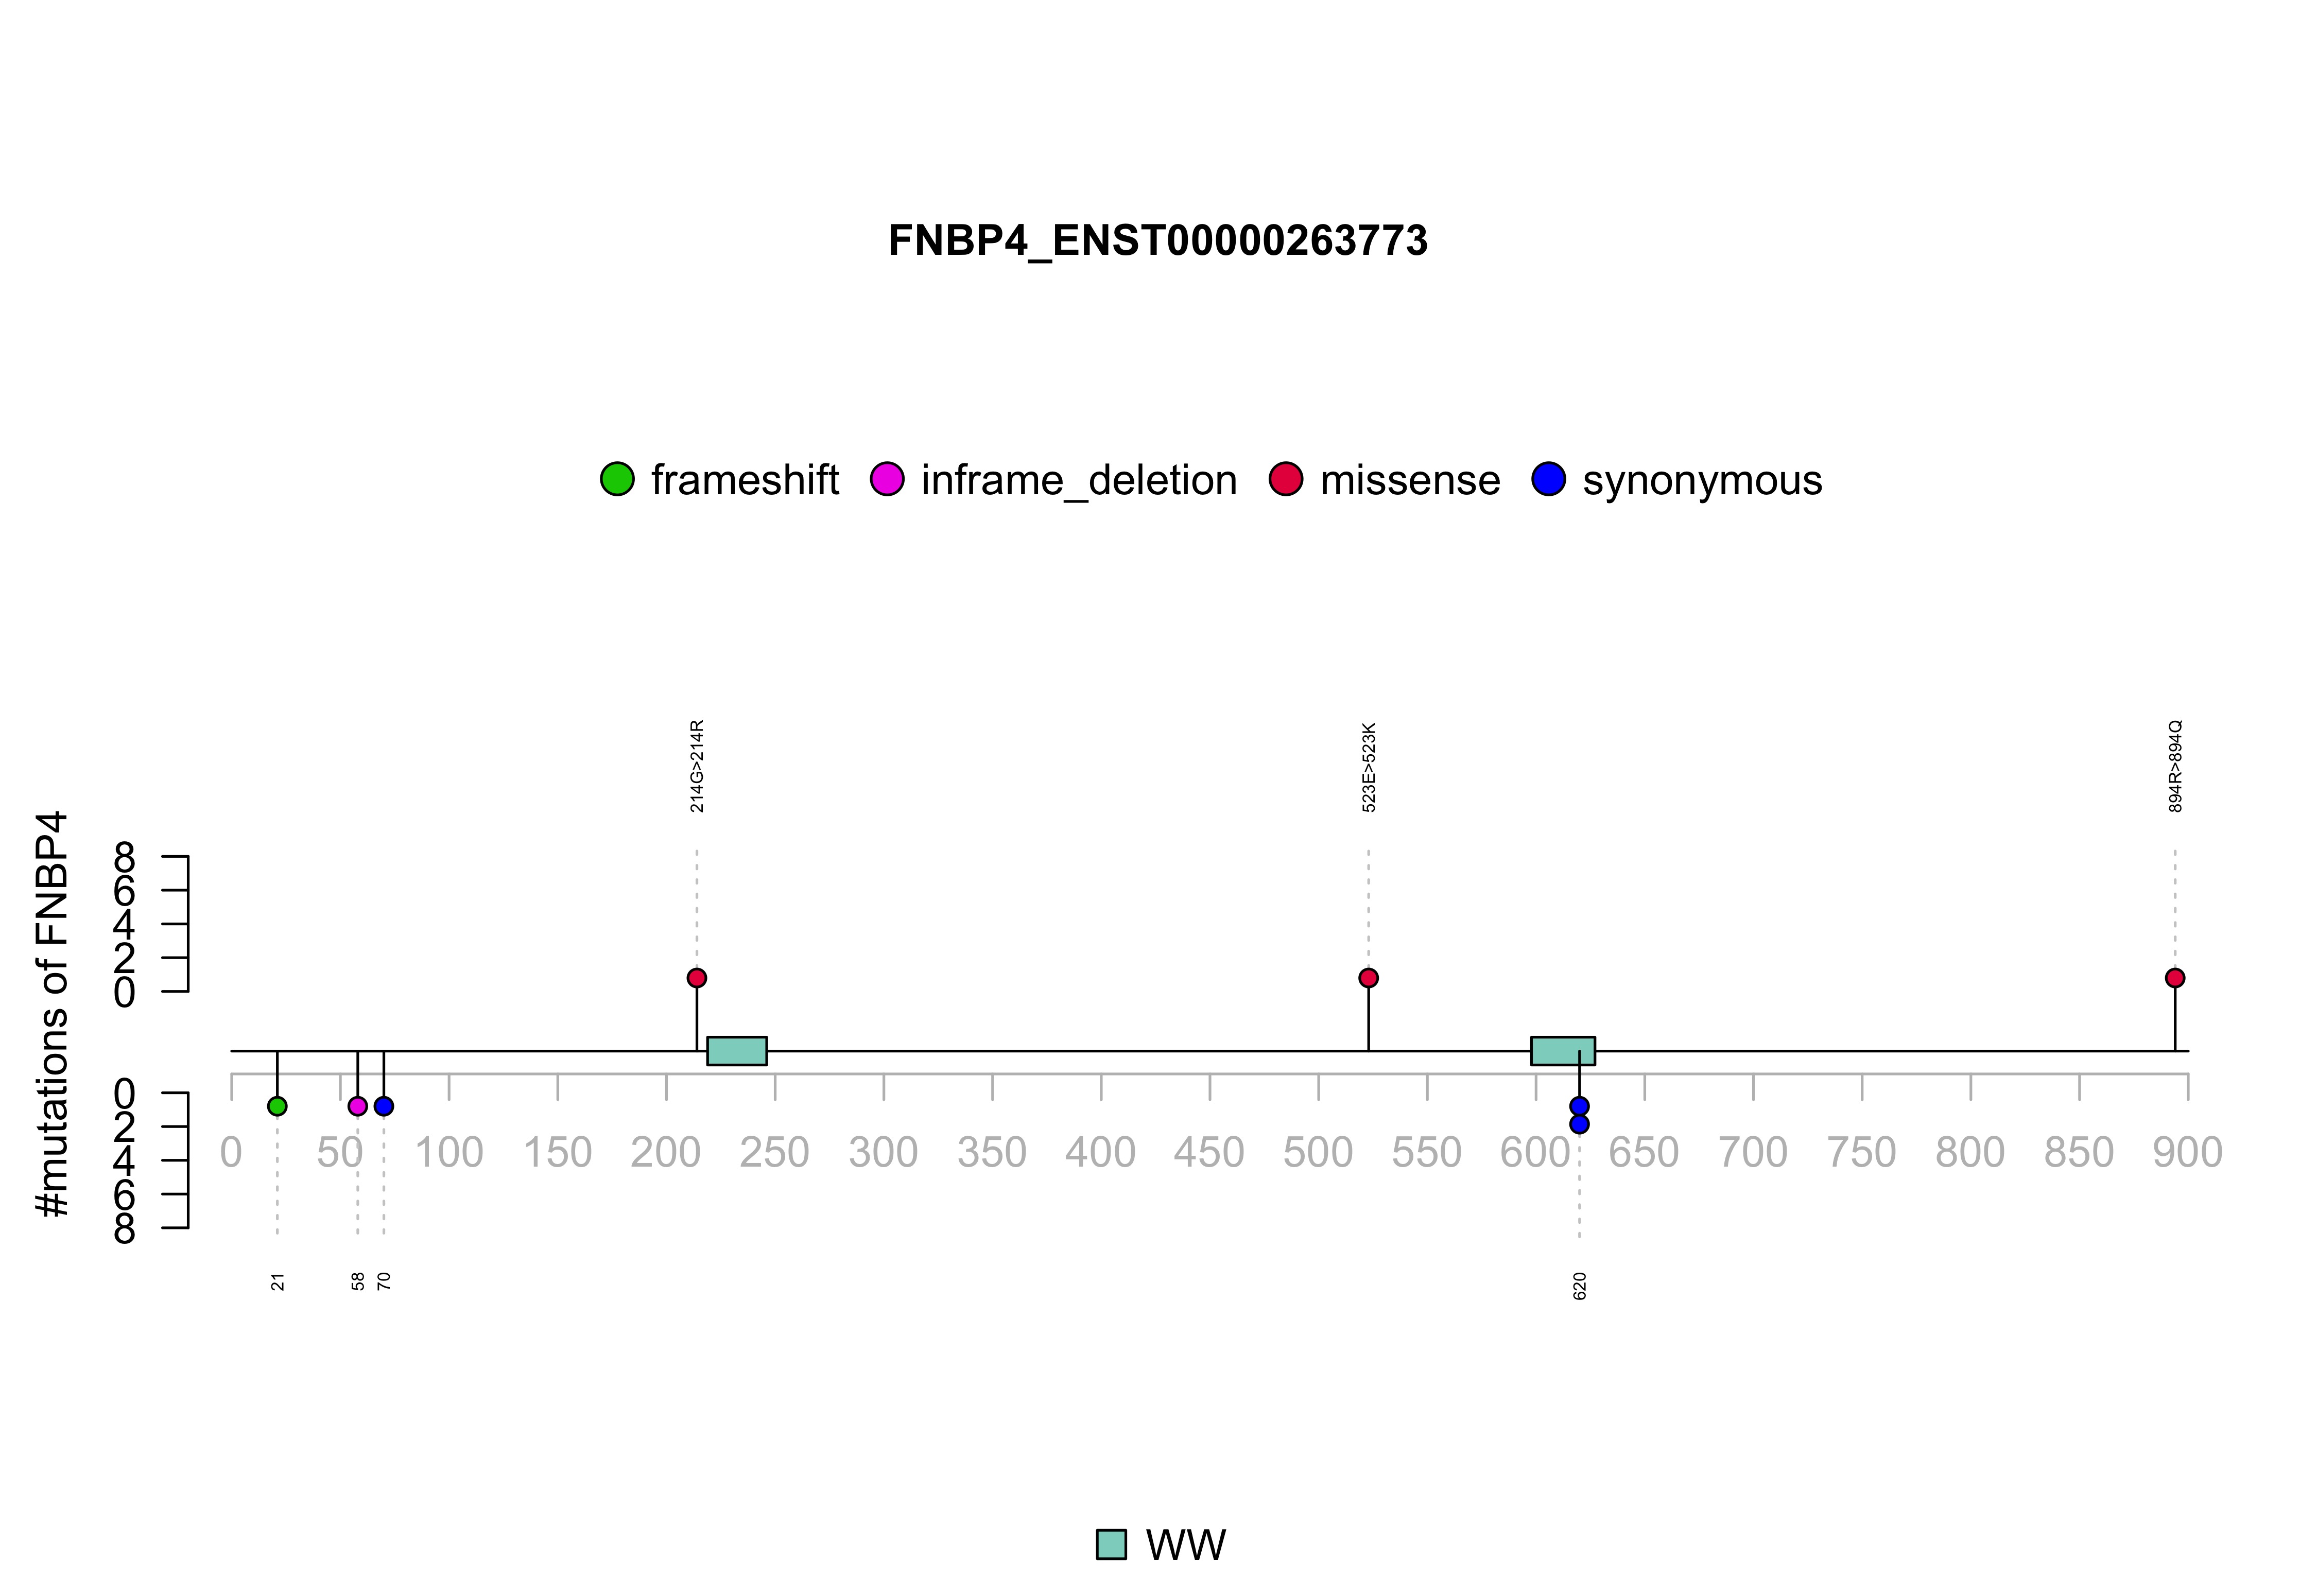 FNBP4_ENST00000263773
frameshift inframe_deletion missense synonymous
214G>214R 523E>523K 894R>894Q
#mutations of FNBP4
8
6
4
2
0
0
2
4
6
8
0 50 100 150 200 250 300 350 400 450 500 550 600 650 700 750 800 850 900
21 58 70 620
WW